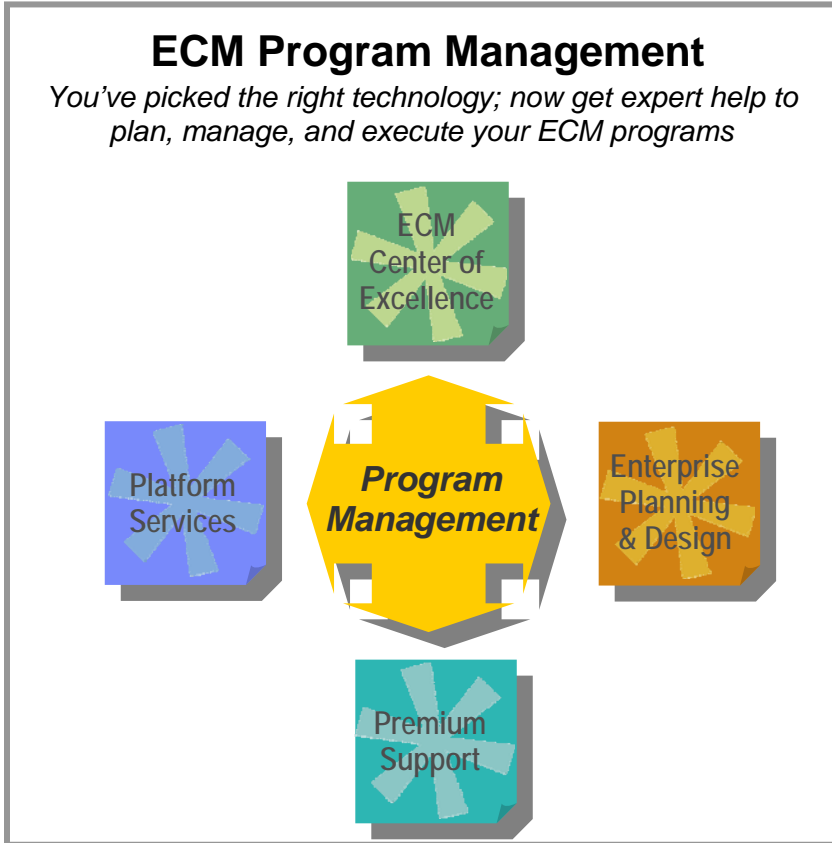 ECM Program Management
You’ve picked the right technology; now get expert help to
plan, manage, and execute your ECM programs
ECM
Center of
Excellence
Platform
Services
Program
Management
Enterprise
Planning
& Design
Premium
Support